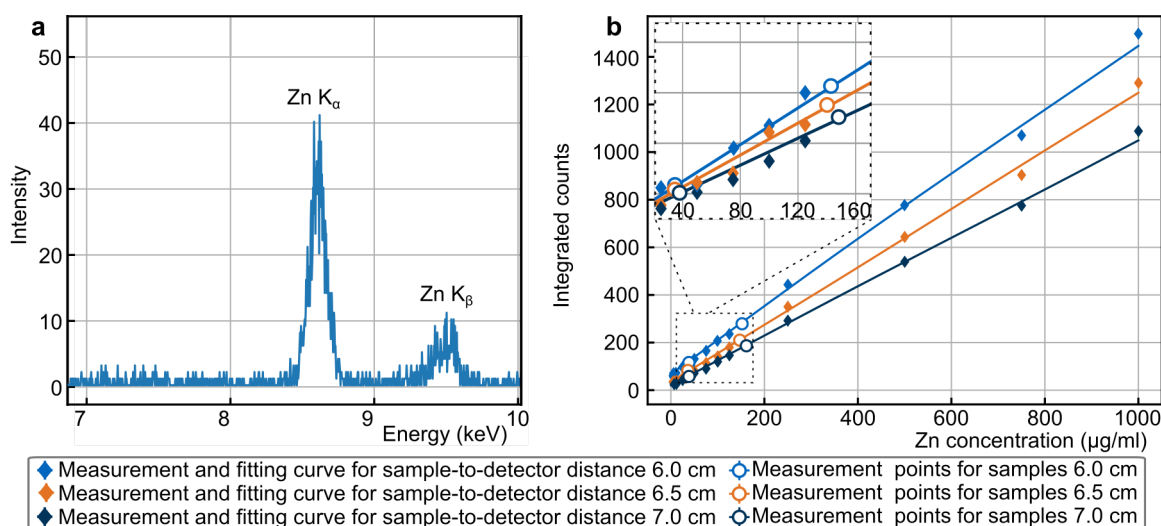 a
50
40
30
20
10
0
Intensity
Zn Kα
Zn Kβ
7 8 9 10
Energy (keV)
b
1400
1200
1000
800
600
400
200
0
Integrated counts
40 80 120 160
0 200 400 600 800 1000
Zn concentration (µg/ml)
Measurement and fitting curve for sample-to-detector distance 6.0 cm
Measurement and fitting curve for sample-to-detector distance 6.5 cm
Measurement and fitting curve for sample-to-detector distance 7.0 cm
Measurement points for samples 6.0 cm
Measurement points for samples 6.5 cm
Measurement points for samples 7.0 cm